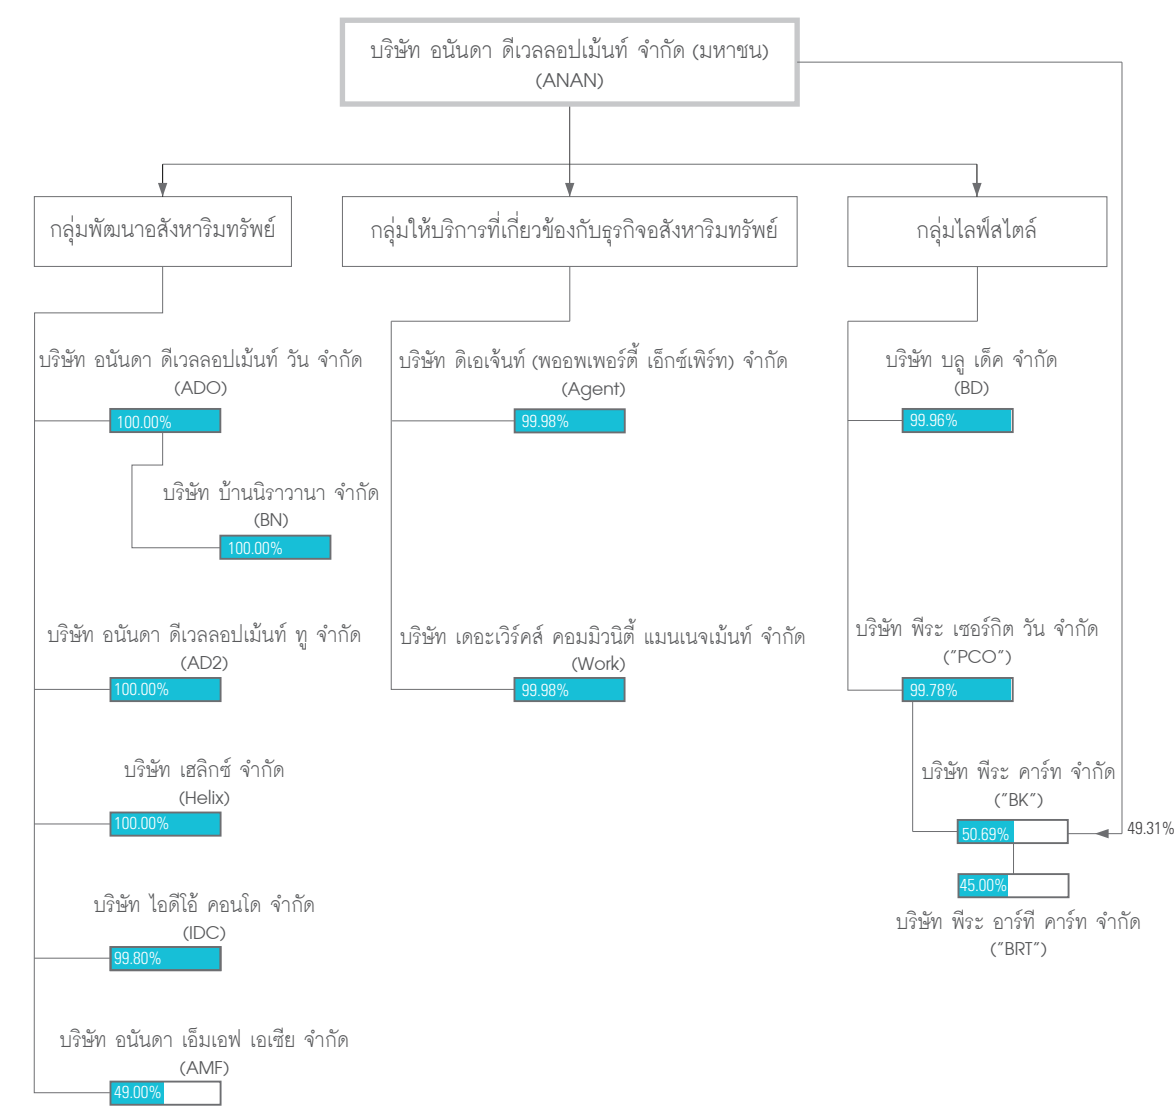 บริษัท อนันดา ดีเวลลอปเม้นท์ จำกัด (มหาชน)
(ANAN)
กลุ่มพัฒนาอสังหาริมทรัพย์
กลุ่มให้บริการที่เกี่ยวข้องกับธุรกิจอสังหาริมทรัพย์
กลุ่มไลฟ์สไตล์
บริษัท อนันดา ดีเวลลอปเม้นท์ วัน จำกัด
(ADO)
100.00%
บริษัท บ้านนิราวานา จำกัด
(BN)
100.00%
บริษัท อนันดา ดีเวลลอปเม้นท์ ทู จำกัด
(AD2)
100.00%
บริษัท เฮลิกซ์ จำกัด
(Helix)
100.00%
บริษัท ไอดีโอ้ คอนโด จำกัด
(IDC)
99.80%
บริษัท อนันดา เอ็มเอฟ เอเชีย จำกัด
(AMF)
49.00%
บริษัท ดิเอเจ้นท์ (พออพเพอร์ตี้ เอ็กซ์เพิร์ท) จำกัด
(Agent)
99.98%
บริษัท เดอะเวิร์คส์ คอมมิวนิตี้ แมนเนจเม้นท์ จำกัด
(Work)
99.98%
บริษัท บลู เด็ค จำกัด
(BD)
99.96%
บริษัท พีระ เซอร์กิต วัน จำกัด
("PCO")
99.78%
บริษัท พีระ คาร์ท จำกัด
("BK")
50.69%
49.31%
45.00%
บริษัท พีระ อาร์ที คาร์ท จำกัด
("BRT")